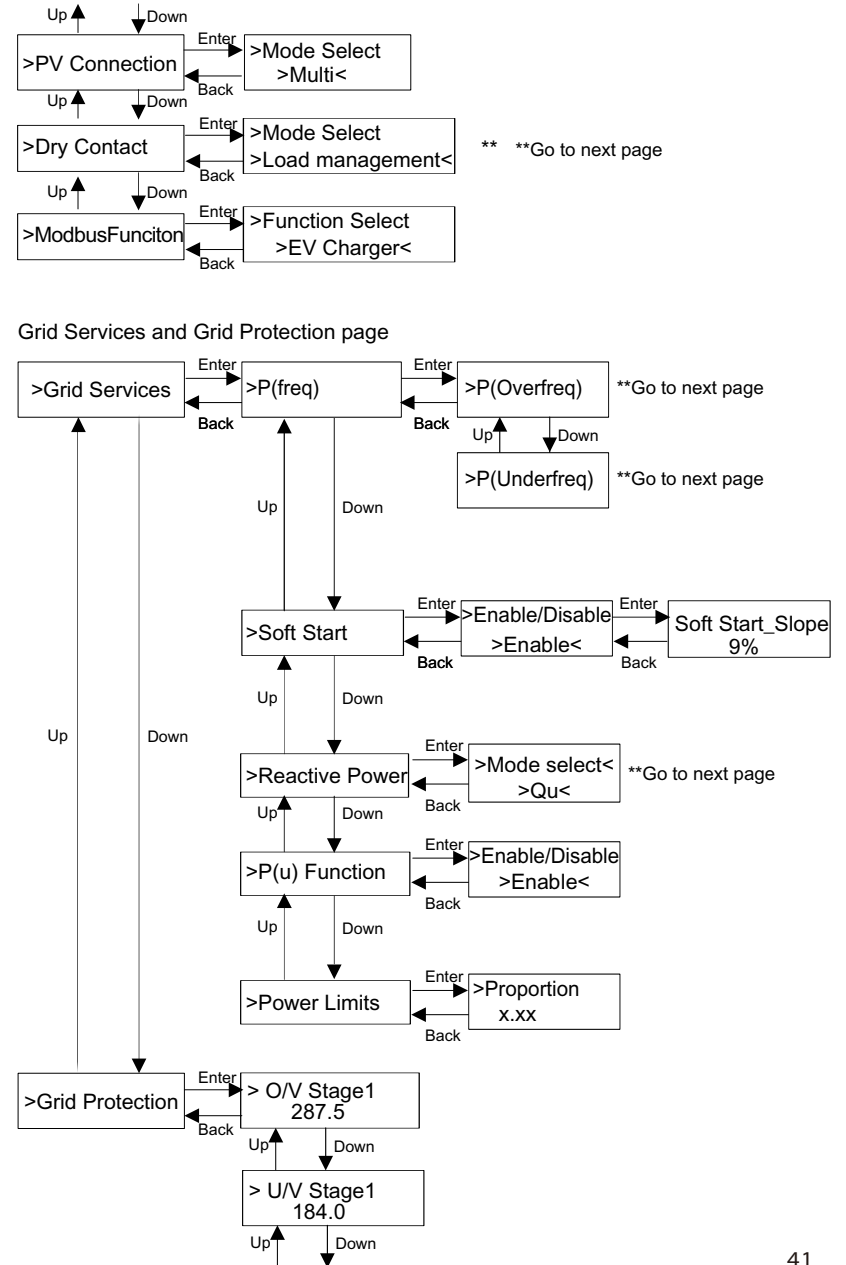 Up
Down
Enter
>PV Connection
>Mode Select
>Multi<
Back
Up
Down
Enter
>Dry Contact
>Mode Select
>Load management<
** **Go to next page
Back
Up
Down
Enter
>ModbusFunciton
>Function Select
>EV Charger<
Back
Grid Services and Grid Protection page
Enter
Enter
>Grid Services
>P(freq)
>P(Overfreq)
**Go to next page
Back
Back
Up
Down
>P(Underfreq)
**Go to next page
Up
Down
Enter
Enter
>Soft Start
>Enable/Disable
>Enable<
Soft Start_Slope
9%
Back
Back
Up
Down
Up
Down
Enter
>Reactive Power
>Mode select<
>Qu<
**Go to next page
Back
Up
Down
Enter
>P(u) Function
>Enable/Disable
>Enable<
Back
Up
Down
Enter
>Power Limits
>Proportion
x.xx
Back
Enter
>Grid Protection
> O/V Stage1
287.5
Back
Up
Down
> U/V Stage1
184.0
Up
Down
41